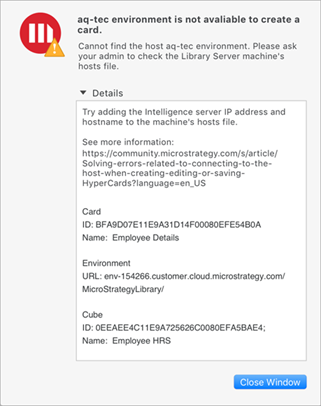 aq-tec environment is not avaliable to create a
card.
Cannot find the host aq-tec environment. Please ask
your admin to check the Library Server machine's
hosts file.
Details
Try adding the Intelligence server IP address and
hostname to the machine's hosts file.
See more information:
https://community.microstrategy.com/s/article/
Solving-errors-related-to-connecting-to-the-
host-when-creating-editing-or-saving-
HyperCards?language=en_US
Card
ID: BFA9D07E11E9A31D14F00080EFE54B0A
Name:  Employee Details
Environment
URL: env-154266.customer.cloud.microstrategy.com/
MicroStrategyLibrary/
Cube
ID: 0EEAEE4C11E9A725626C0080EFA5BAE4;
Name:  Employee HRS
Close Window